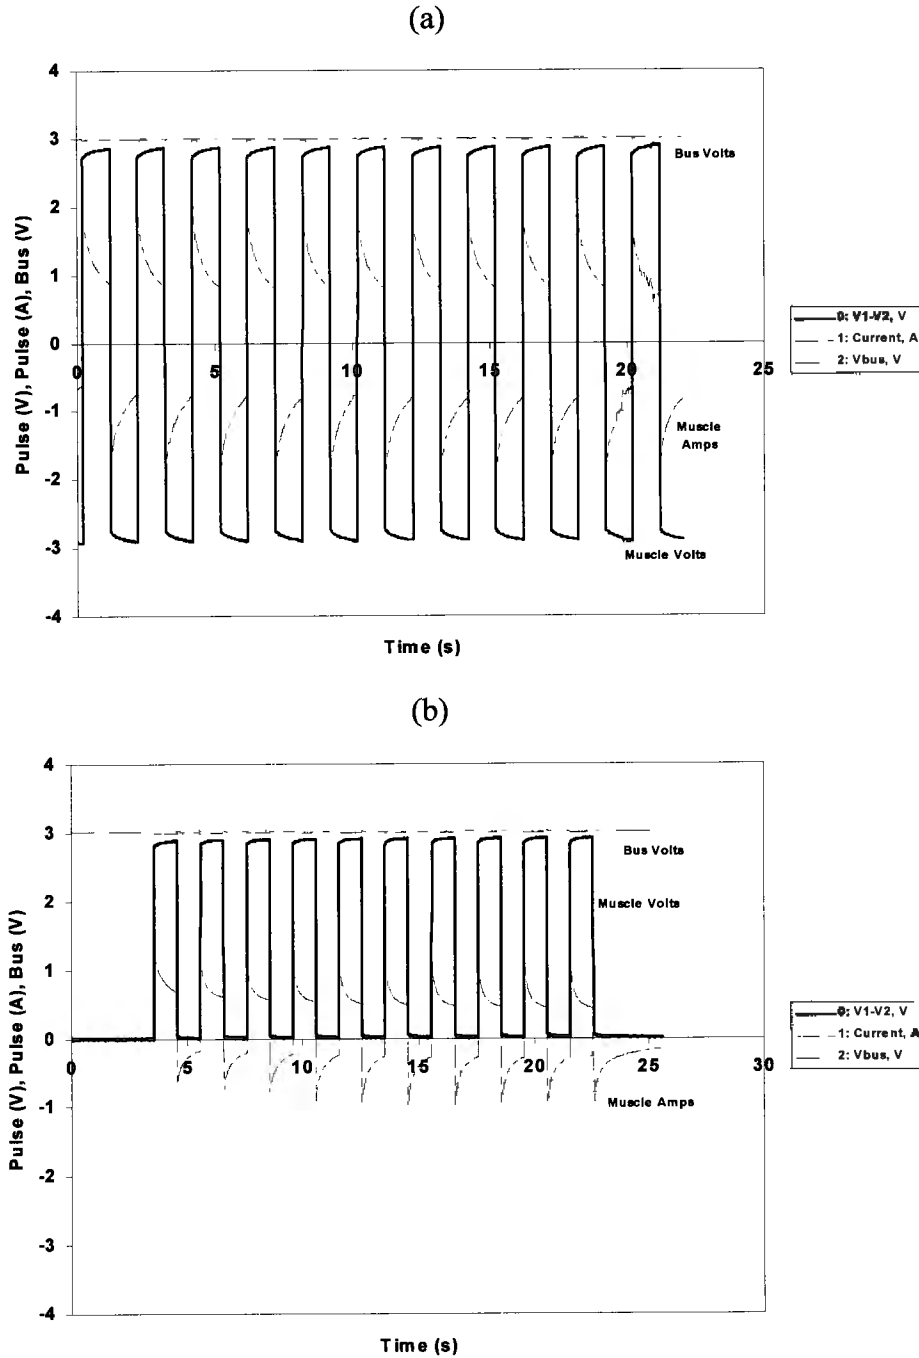 (a)
4
3
2
1
0
-1
-2
-3
-4
0
5
10
15
20
25
Pulse (V), Pulse (A), Bus (V)
Time (s)
Bus Volts
Muscle
Amps
Muscle Volts
0: V1-V2, V
1: Current, A
2: Vbus, V
(b)
4
3
2
1
0
-1
-2
-3
-4
0
5
10
15
20
25
30
Pulse (V), Pulse (A), Bus (V)
Time (s)
Bus Volts
Muscle Volts
Muscle Amps
0: V1-V2, V
1: Current, A
2: Vbus, V